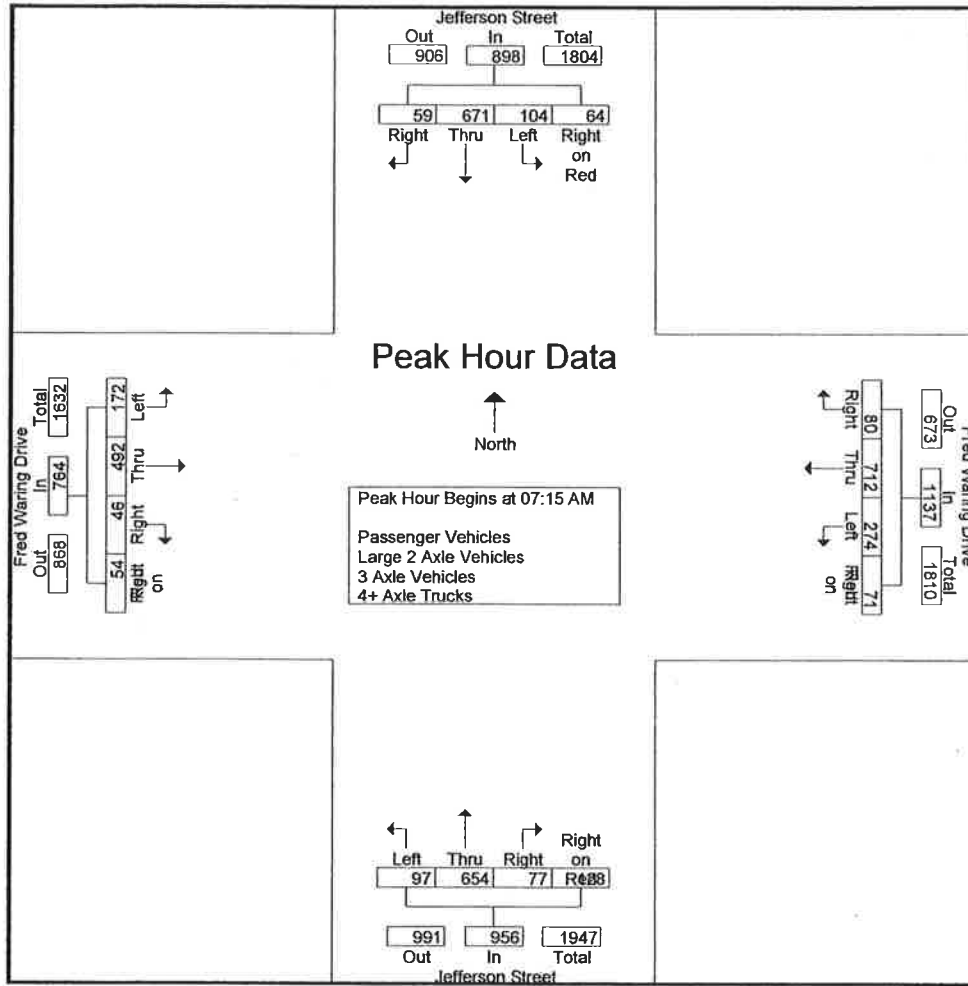 Jefferson Street
Out In Total
906 898 1804
59 671 104 64
Right Thru Left Right
on
Red
Peak Hour Data
North
Peak Hour Begins at 07:15 AM
Passenger Vehicles
Large 2 Axle Vehicles
3 Axle Vehicles
4+ Axle Trucks
Fred Waring Drive
Out In Total
868 764 1632
54 46 492 172
Right Thru Left
on
Fred Waring Drive
Out In Total
673 1137 1810
80 712 274 71
Right Thru Left
on
Right
Left Thru Right on
97 654 77
991 956 1947
Out In Total
Jefferson Street